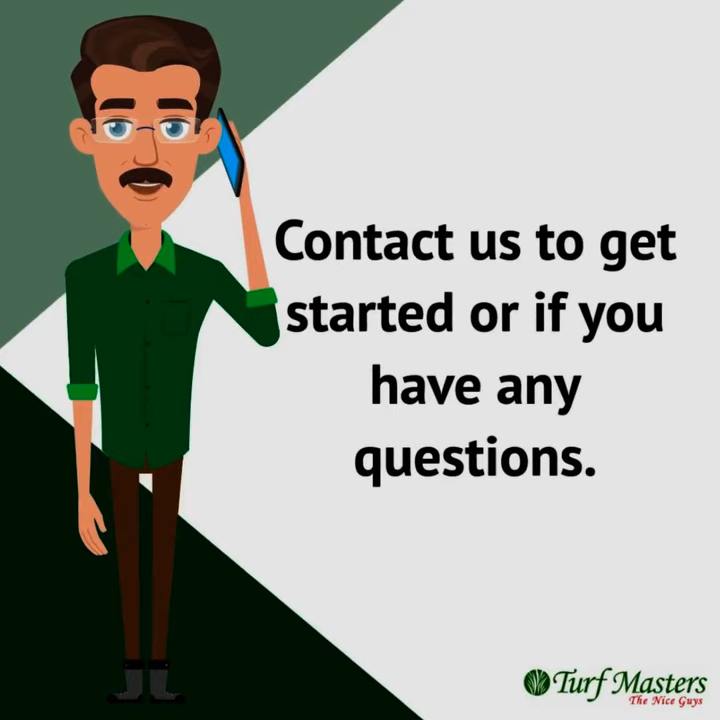 Contact us to get
started or if you
have any
questions.
Turf Masters
The Nice Guys